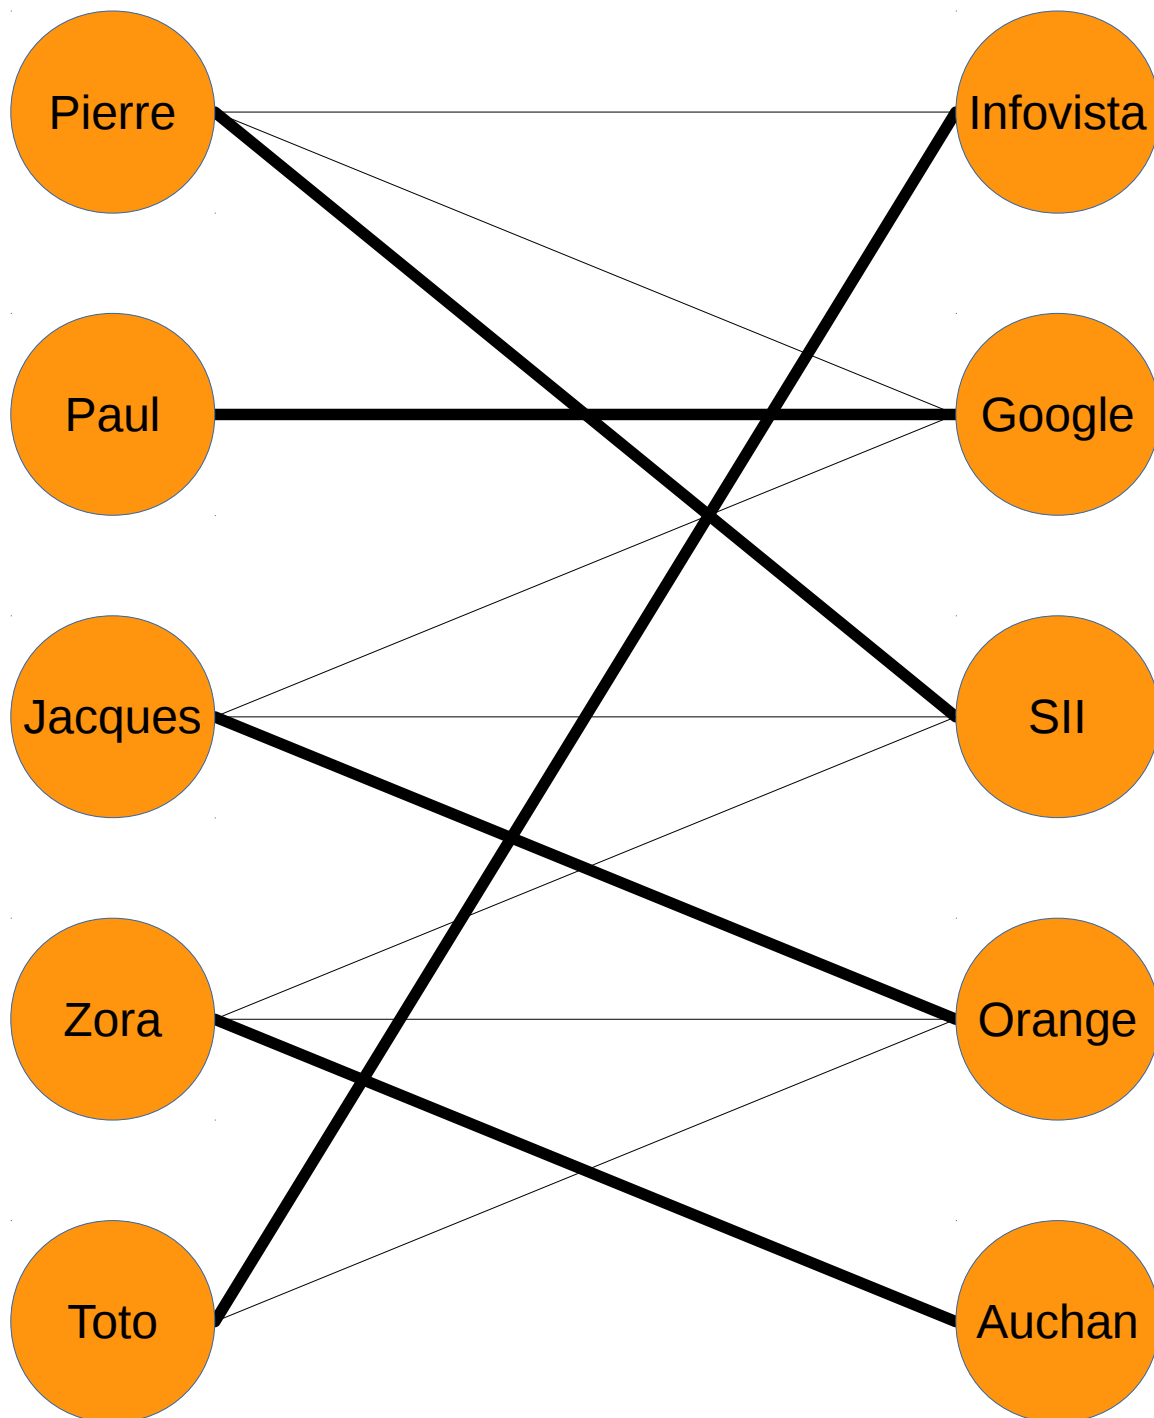 Pierre
Infovista
Paul
Google
Jacques
SII
Zora
Orange
Toto
Auchan